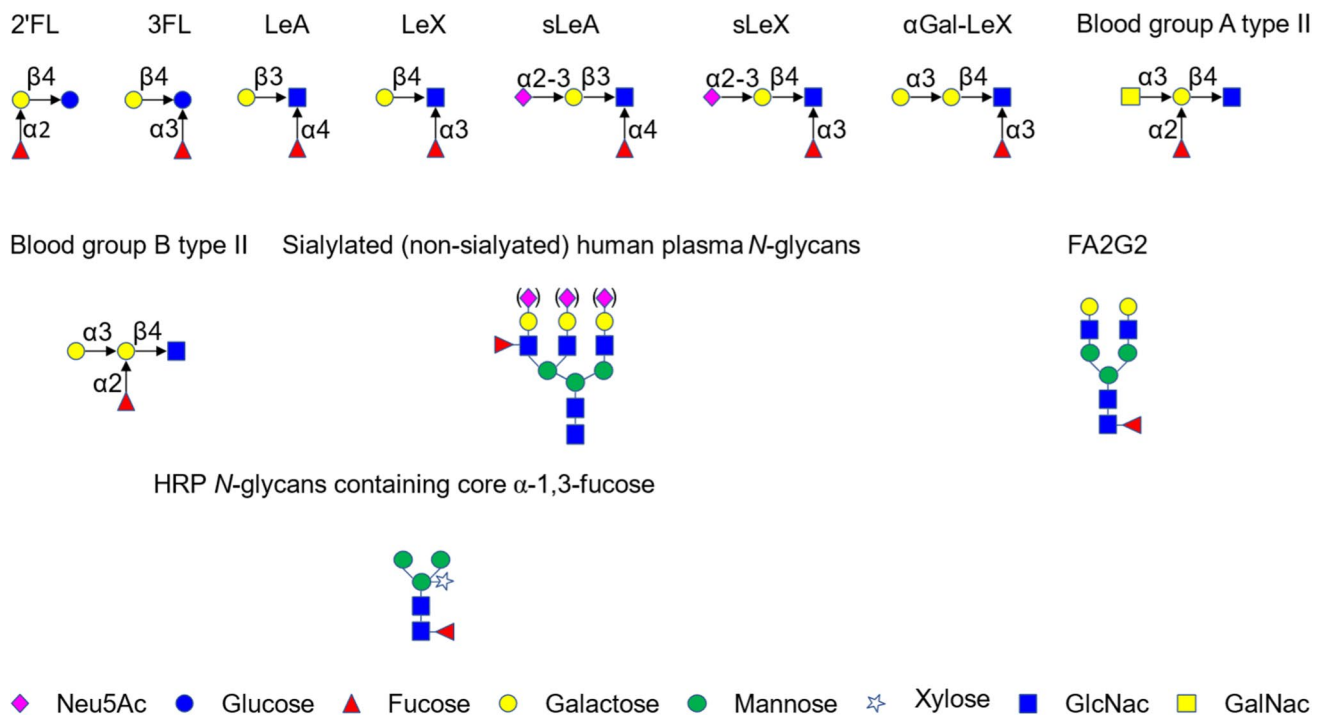 2'FL 3FL LeA LeX sLeA sLeX αGal-LeX Blood group A type II
β4 β4 β3 β4 α2-3 β3 α2-3 β4 α3 β4 α3 β4
α2 α3 α4 α3 α4 α3 α3 α2
Blood group B type II Sialylated (non-sialyated) human plasma N-glycans FA2G2
( ) ( ) ( )
α3 β4
α2
HRP N-glycans containing core α-1,3-fucose
Neu5Ac Glucose Fucose Galactose Mannose Xylose GlcNac GalNac